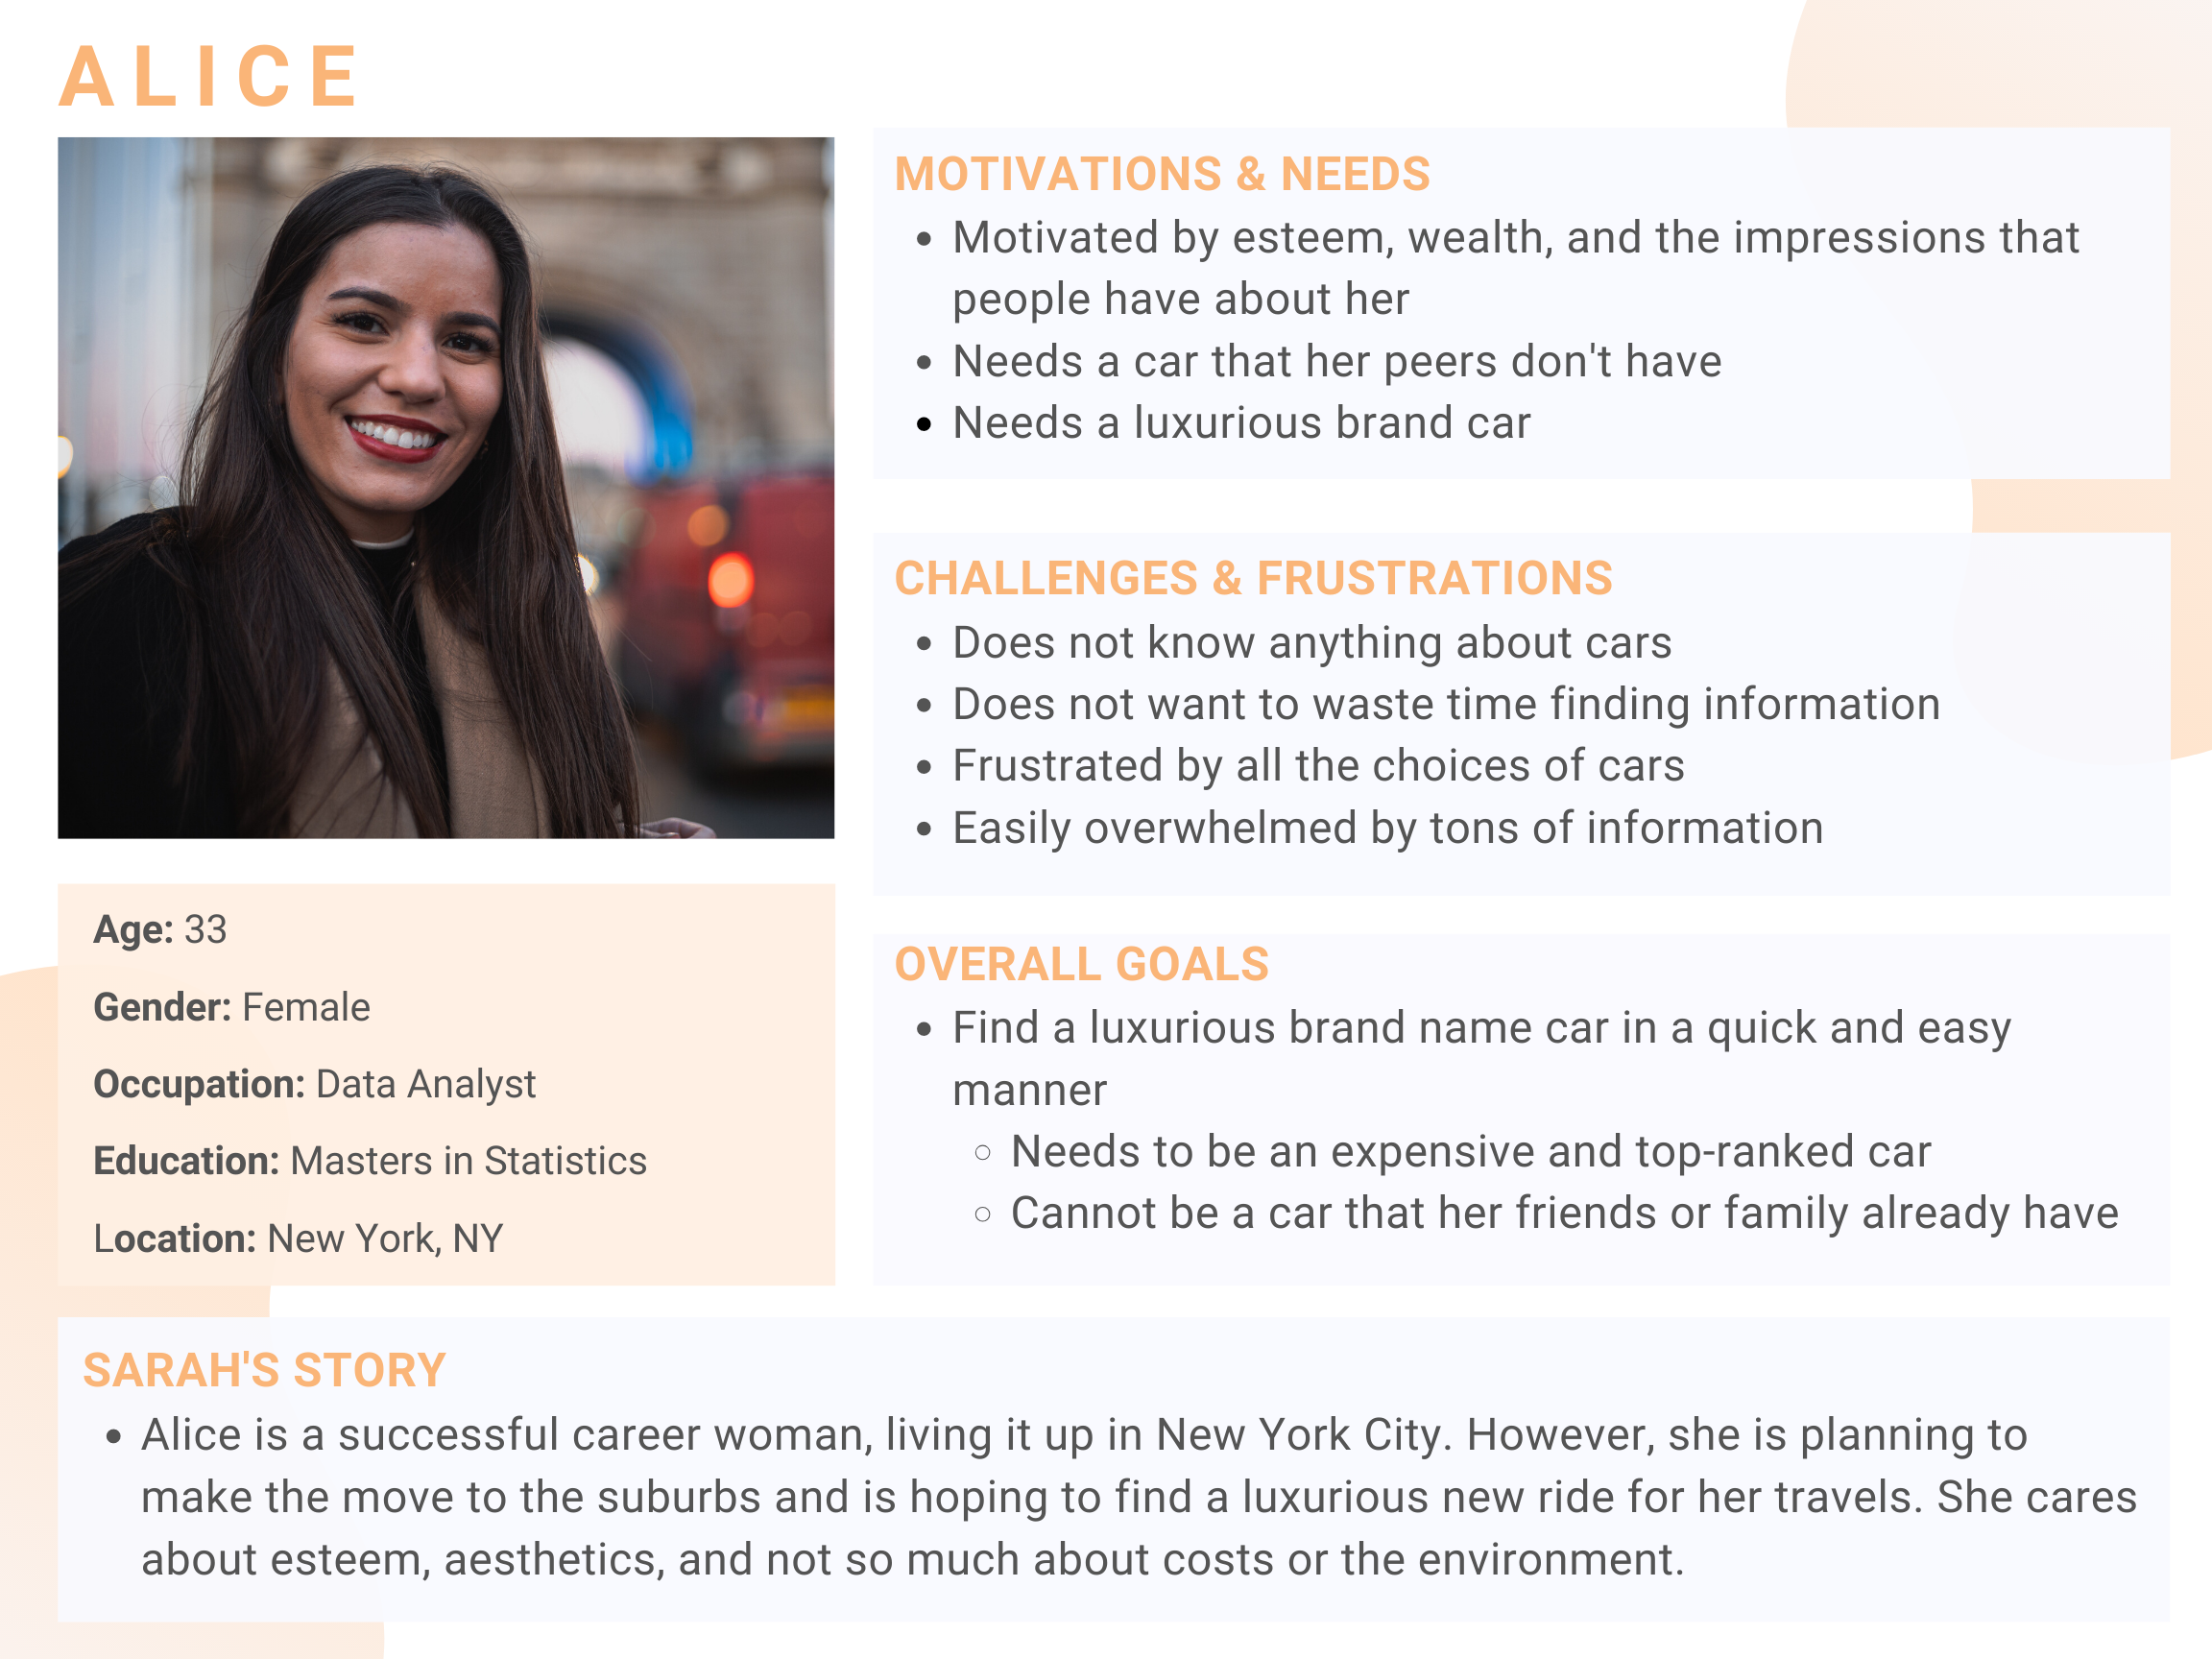 ALICE
MOTIVATIONS & NEEDS
Motivated by esteem, wealth, and the impressions that
people have about her
Needs a car that her peers don't have
Needs a luxurious brand car
CHALLENGES & FRUSTRATIONS
Does not know anything about cars
Does not want to waste time finding information
Frustrated by all the choices of cars
Easily overwhelmed by tons of information
Age: 33
Gender: Female
Occupation: Data Analyst
Education: Masters in Statistics
Location: New York, NY
OVERALL GOALS
Find a luxurious brand name car in a quick and easy
manner
Needs to be an expensive and top-ranked car
Cannot be a car that her friends or family already have
SARAH'S STORY
Alice is a successful career woman, living it up in New York City. However, she is planning to
make the move to the suburbs and is hoping to find a luxurious new ride for her travels. She cares
about esteem, aesthetics, and not so much about costs or the environment.